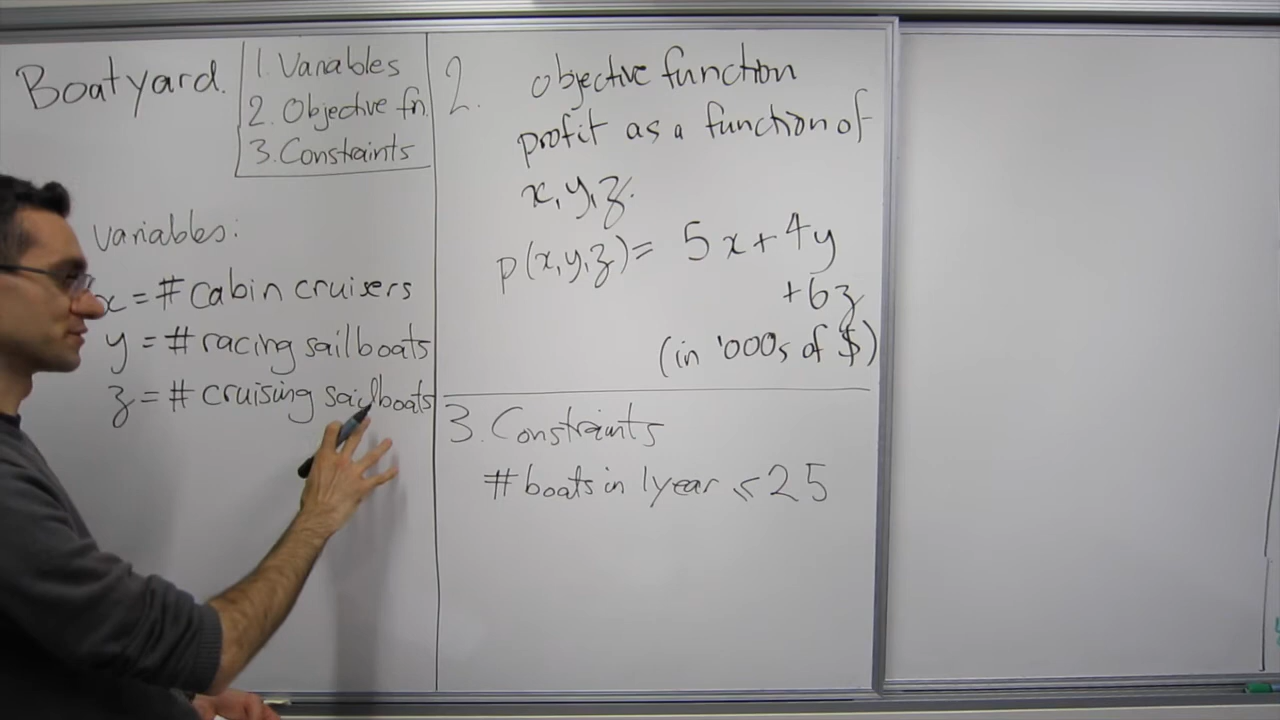 Boatyard.
1. Variables
2. Objective fn.
3. Constraints
variables:
x = # cabin cruisers
y = # racing sailboats
z = # cruising sailboats
2. objective function
profit as a function of
x, y, z.
p(x,y,z) = 5x + 4y
+ 6z
(in '000s of $)
3. Constraints
# boats in 1 year ⩽ 25